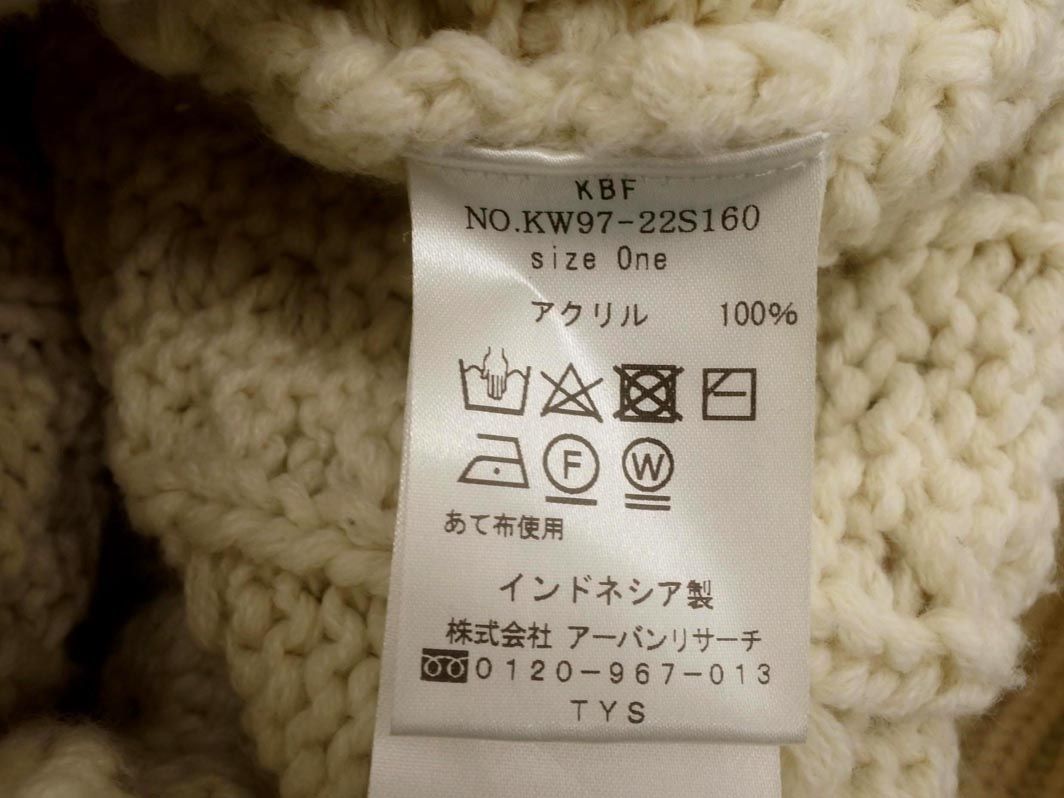 KBF
NO.KW97-22S160
size One
アクリル 100%
F W
あて布使用
インドネシア製
株式会社 アーバンリサーチ
0120-967-013
TYS